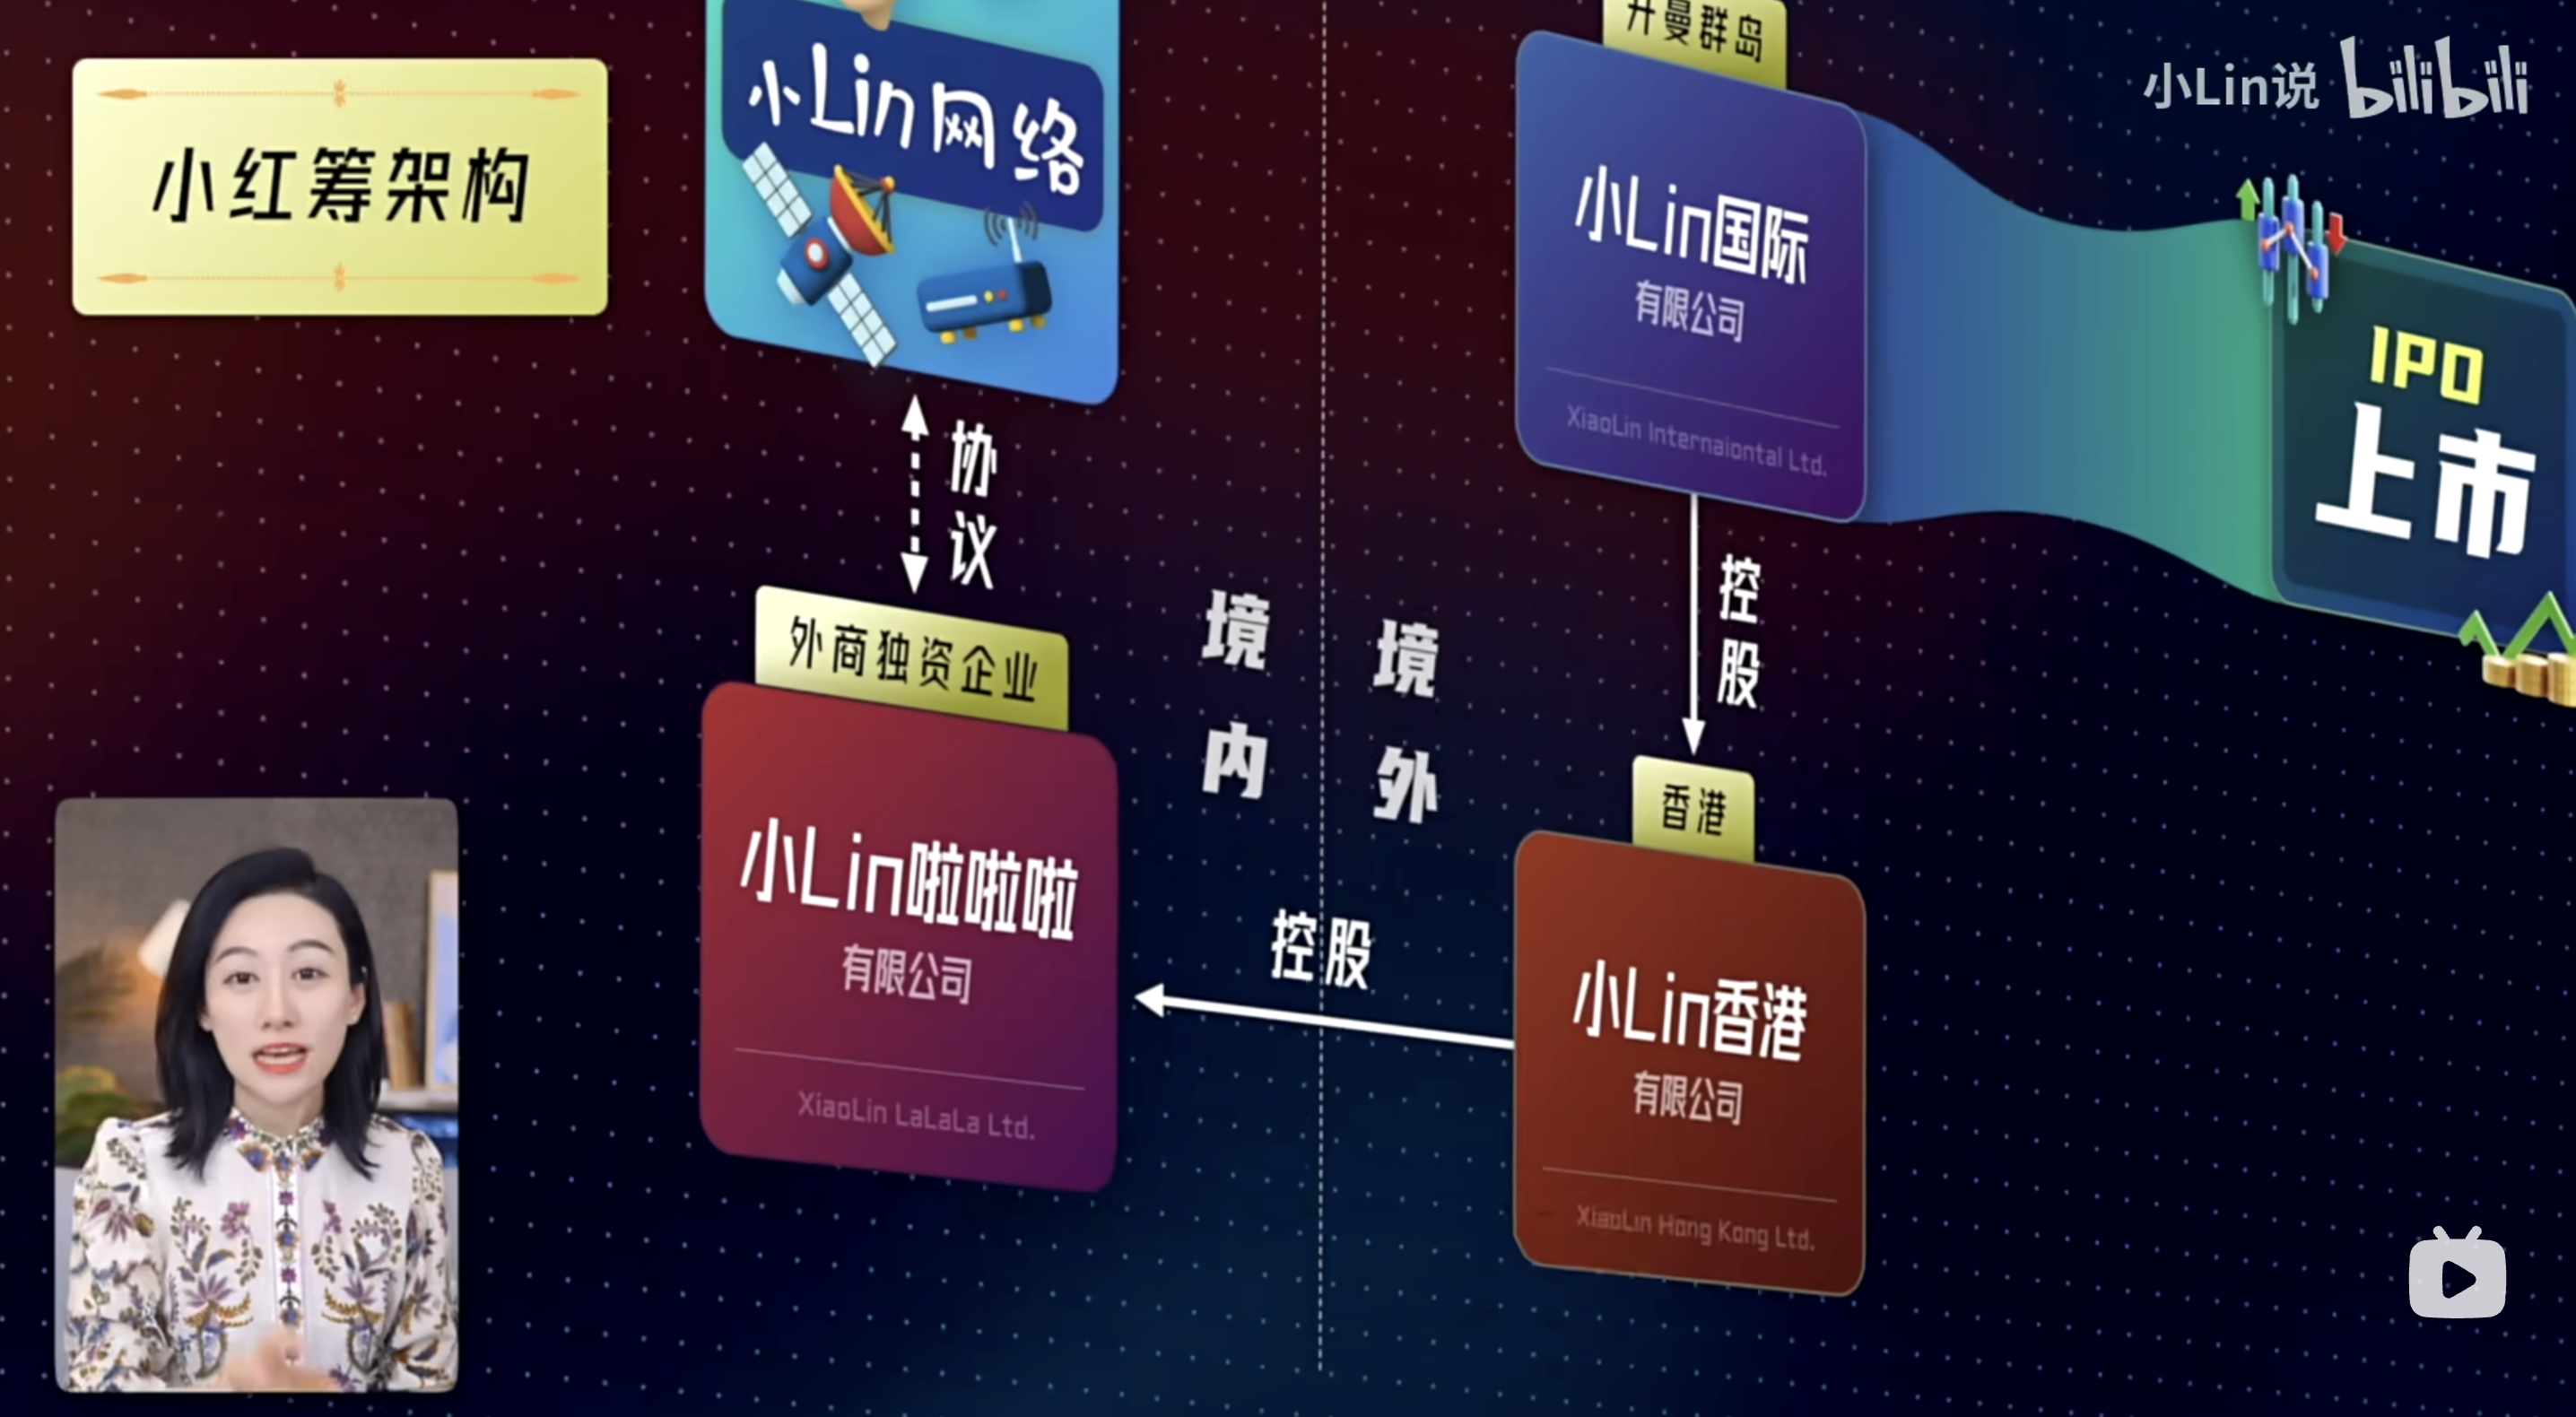 小红筹架构
小Lin网络
协议
外商独资企业
小Lin啦啦啦
有限公司
XiaoLin LaLaLa Ltd.
境内
境外
控股
开曼群岛
小Lin国际
有限公司
XiaoLin Internaiontal Ltd.
控股
香港
小Lin香港
有限公司
XiaoLin Hong Kong Ltd.
小Lin说 bilibili
IPO
上市